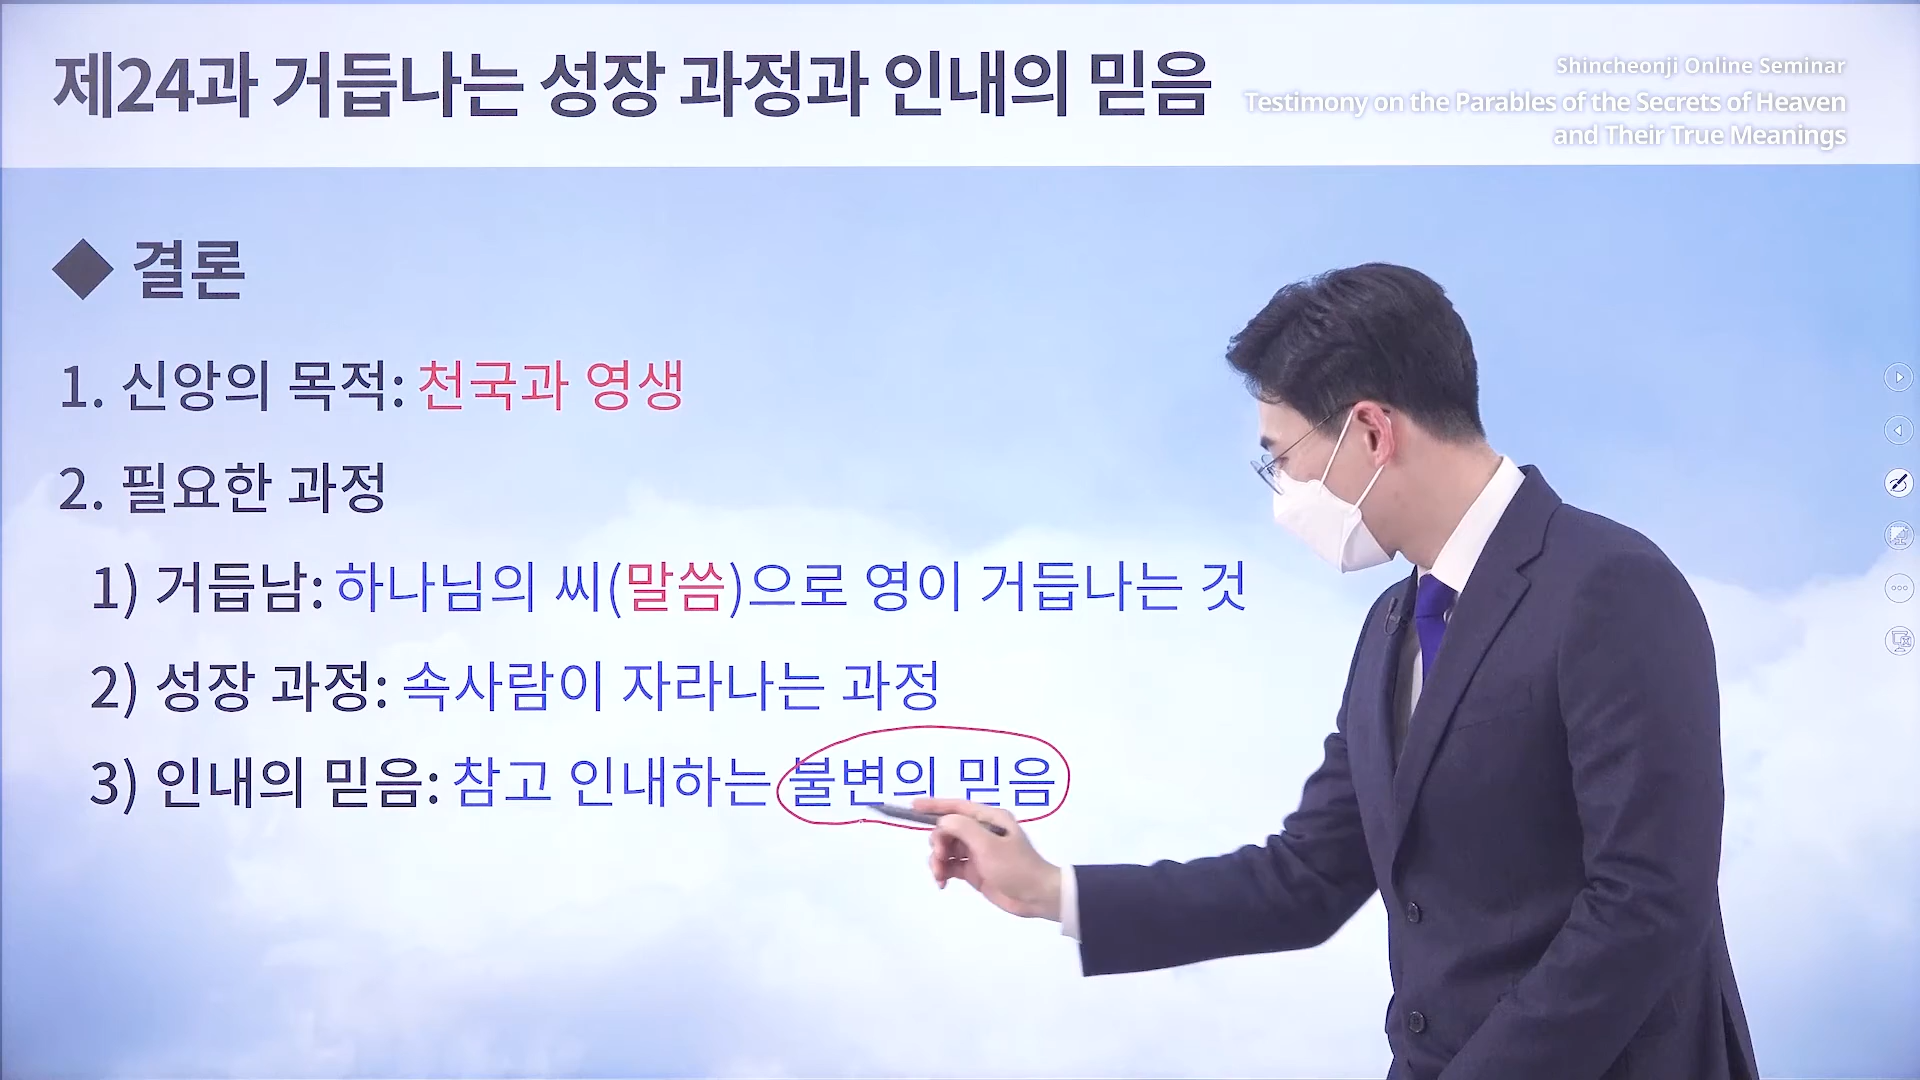 제24과 거듭나는 성장 과정과 인내의 믿음
Shincheonji Online Seminar
Testimony on the Parables of the Secrets of Heaven
and Their True Meanings
◆ 결론
1. 신앙의 목적: 천국과 영생
2. 필요한 과정
1) 거듭남: 하나님의 씨(말씀)으로 영이 거듭나는 것
2) 성장 과정: 속사람이 자라나는 과정
3) 인내의 믿음: 참고 인내하는 불변의 믿음